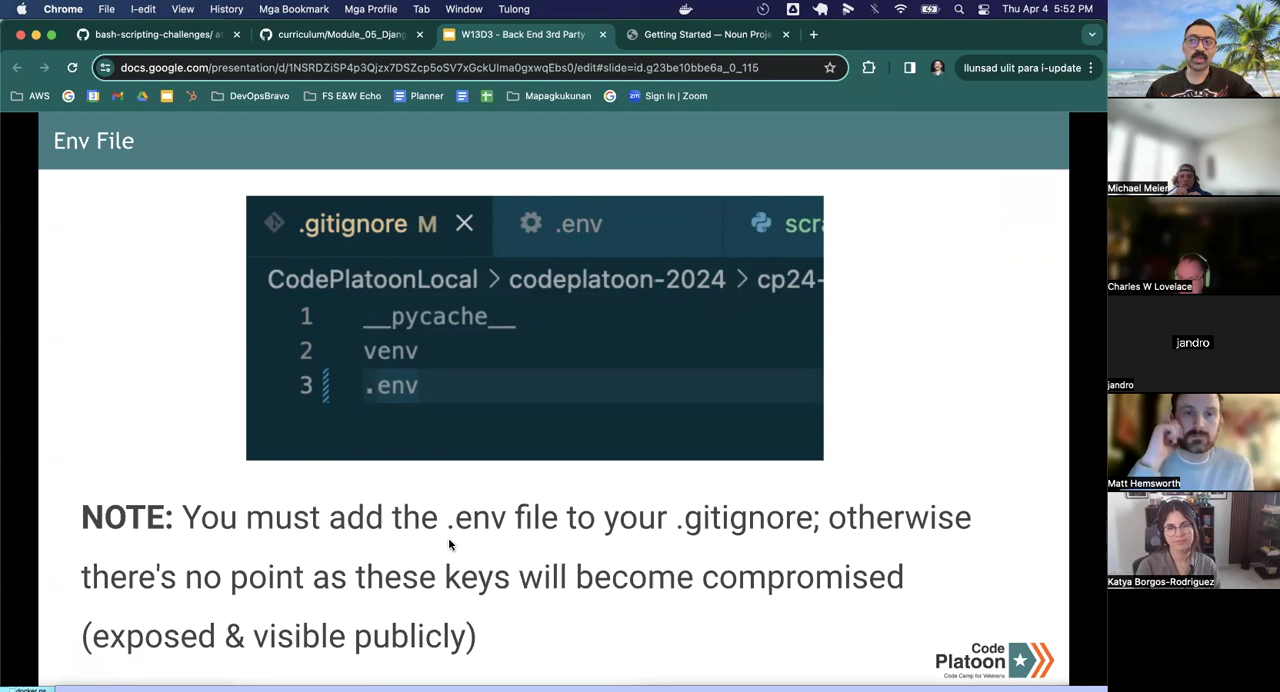 Chrome File I-edit View History Mga Bookmark Mga Profile Tab Window Tulong Thu Apr 4 5:52 PM
bash-scripting-challenges/ at curriculum/Module_05_Djang W13D3 - Back End 3rd Party Getting Started — Noun Proje
docs.google.com/presentation/d/1NSRDZiSP4p3Qjzx7DSZcp5oSV7xGckUma0gxwqEbs0/edit#slide=id.g23be10bbe6a_0_115 Ilunsad ulit para i-update
AWS DevOpsBravo FS E&W Echo Planner Mapagkukunan Sign In | Zoom
Env File
.gitignore M .env scra
CodePlatoonLocal > codeplatoon-2024 > cp24-
1 __pycache__
2 venv
3 .env
NOTE: You must add the .env file to your .gitignore; otherwise
there's no point as these keys will become compromised
(exposed & visible publicly)
Code
Platoon
Code Camp for Veterans
Michael Meier
Charles W Lovelace
jandro
jandro
Matt Hemsworth
Katya Borgos-Rodriguez